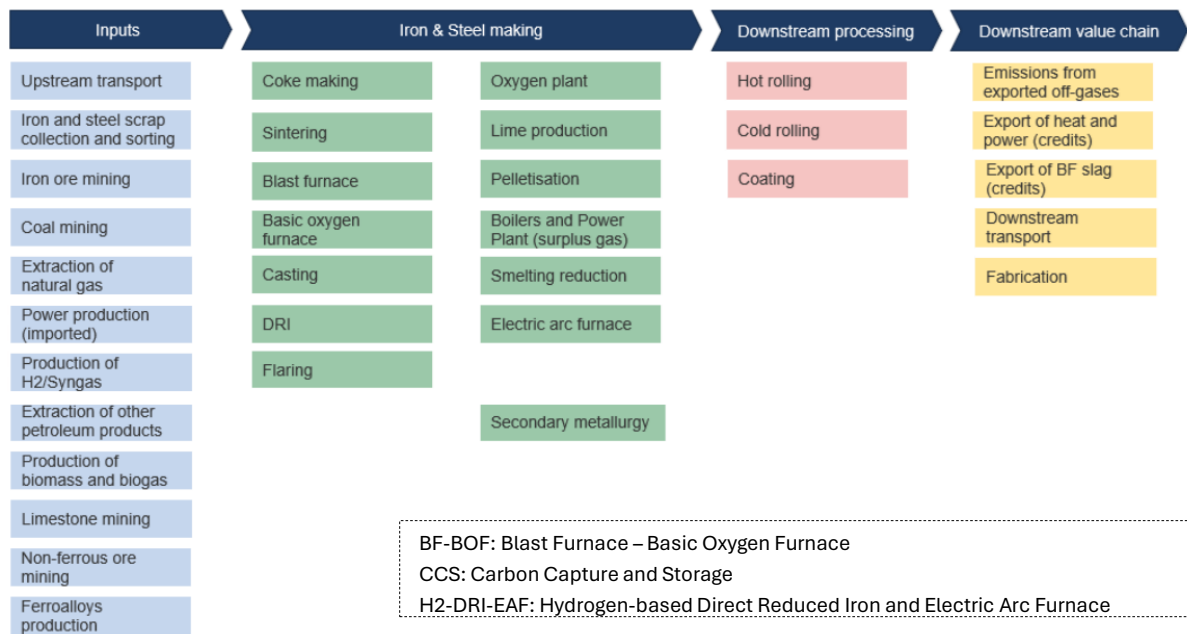 Inputs
Iron & Steel making
Downstream processing
Downstream value chain
Upstream transport
Iron and steel scrap
collection and sorting
Iron ore mining
Coal mining
Extraction of
natural gas
Power production
(imported)
Production of
H2/Syngas
Extraction of other
petroleum products
Production of
biomass and biogas
Limestone mining
Non-ferrous ore
mining
Ferroalloys
production
Coke making
Sintering
Blast furnace
Basic oxygen
furnace
Casting
DRI
Flaring
Oxygen plant
Lime production
Pelletisation
Boilers and Power
Plant (surplus gas)
Smelting reduction
Electric arc furnace
Secondary metallurgy
Hot rolling
Cold rolling
Coating
Emissions from
exported off-gases
Export of heat and
power (credits)
Export of BF slag
(credits)
Downstream
transport
Fabrication
BF-BOF: Blast Furnace – Basic Oxygen Furnace
CCS: Carbon Capture and Storage
H2-DRI-EAF: Hydrogen-based Direct Reduced Iron and Electric Arc Furnace